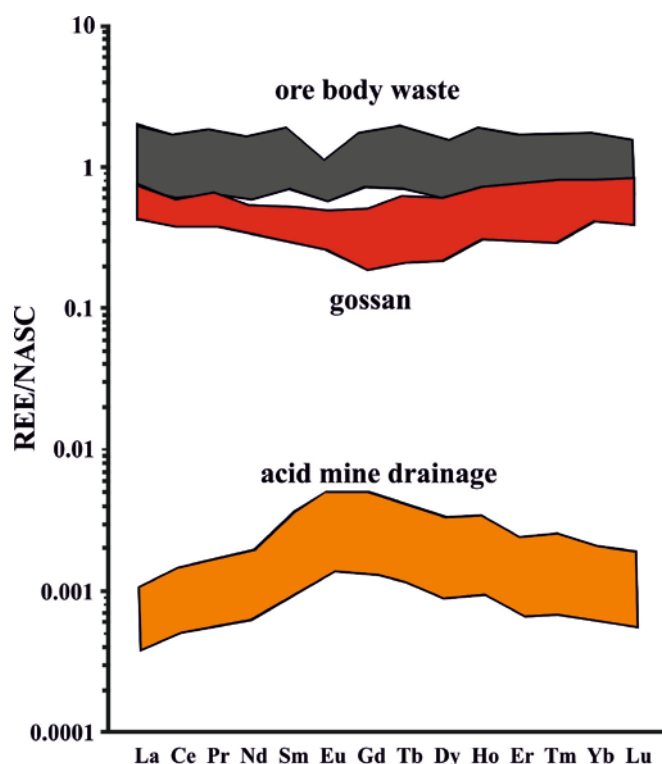 10
ore body waste
1
gossan
0.1
REE/NASC
0.01
acid mine drainage
0.001
0.0001
La Ce Pr Nd Sm Eu Gd Tb Dy Ho Er Tm Yb Lu